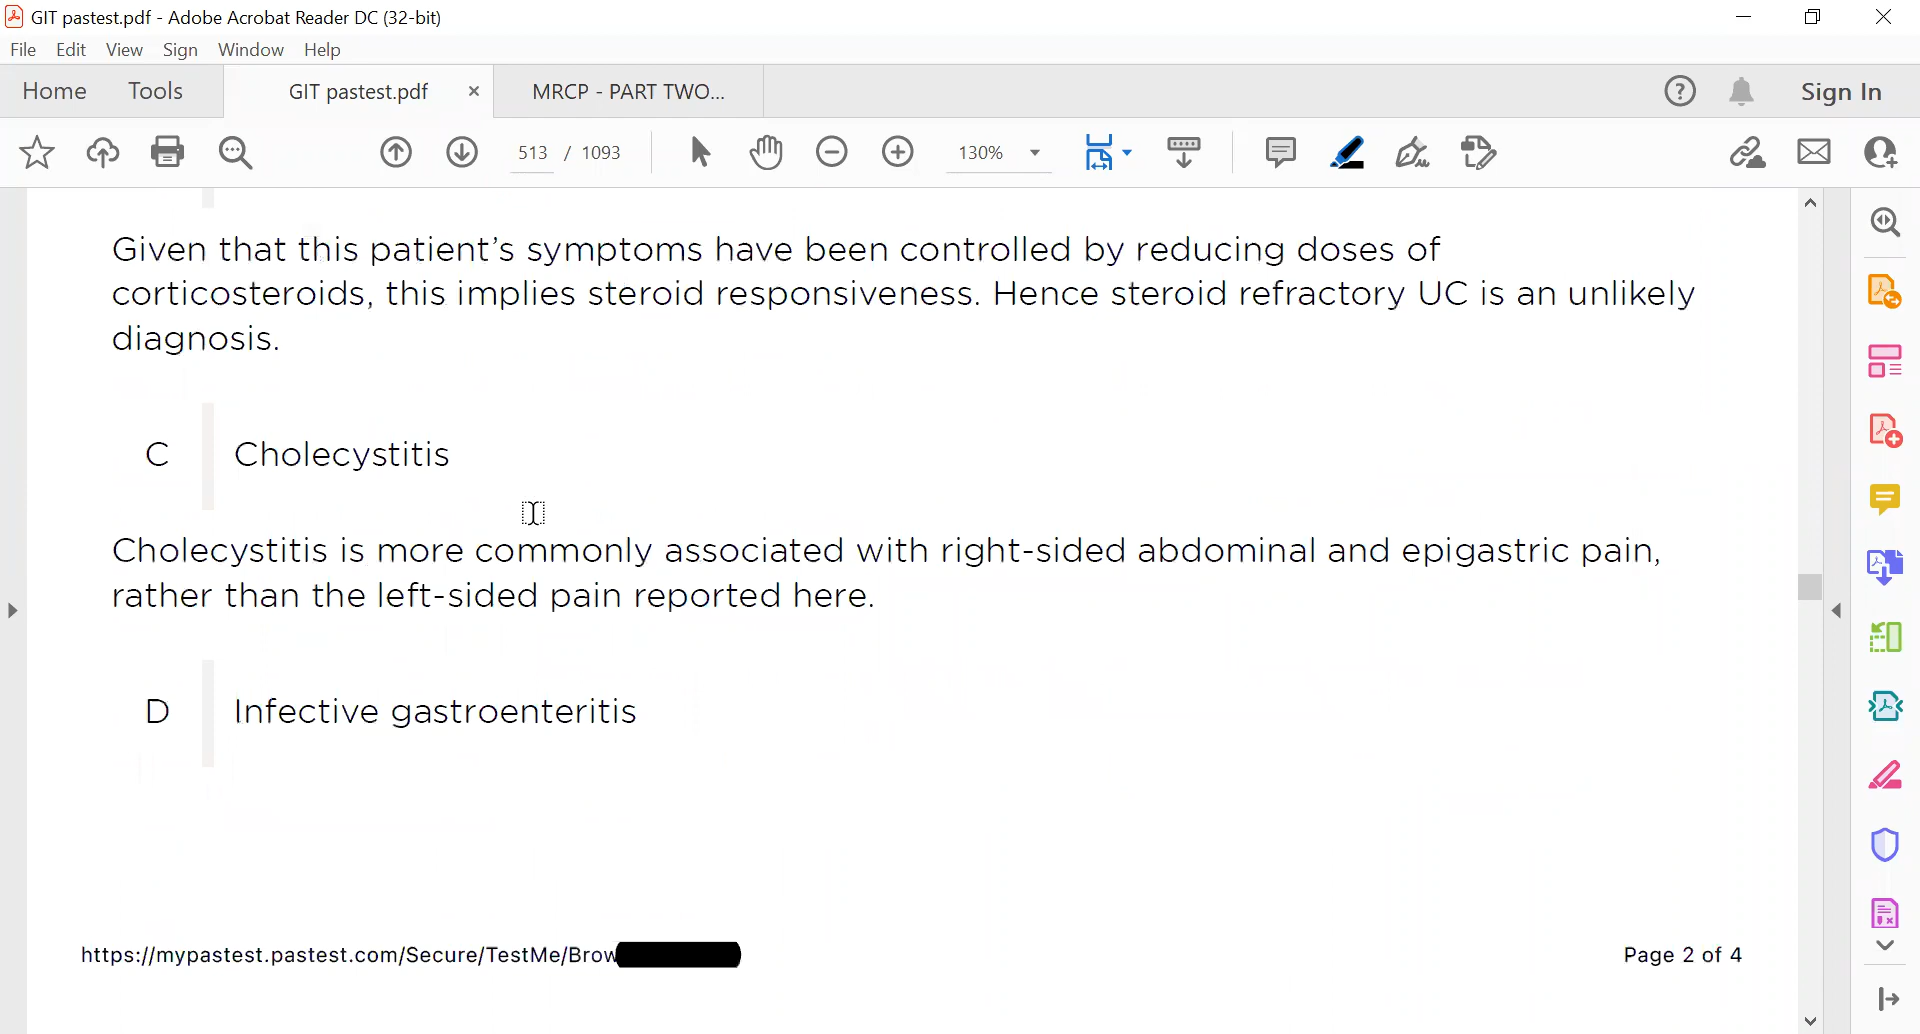 GIT pastest.pdf - Adobe Acrobat Reader DC (32-bit)
File Edit View Sign Window Help
Home Tools GIT pastest.pdf × MRCP - PART TWO... Sign In
513 / 1093 130%
Given that this patient’s symptoms have been controlled by reducing doses of
corticosteroids, this implies steroid responsiveness. Hence steroid refractory UC is an unlikely
diagnosis.
C Cholecystitis
Cholecystitis is more commonly associated with right-sided abdominal and epigastric pain,
rather than the left-sided pain reported here.
D Infective gastroenteritis
https://mypastest.pastest.com/Secure/TestMe/Brow
Page 2 of 4